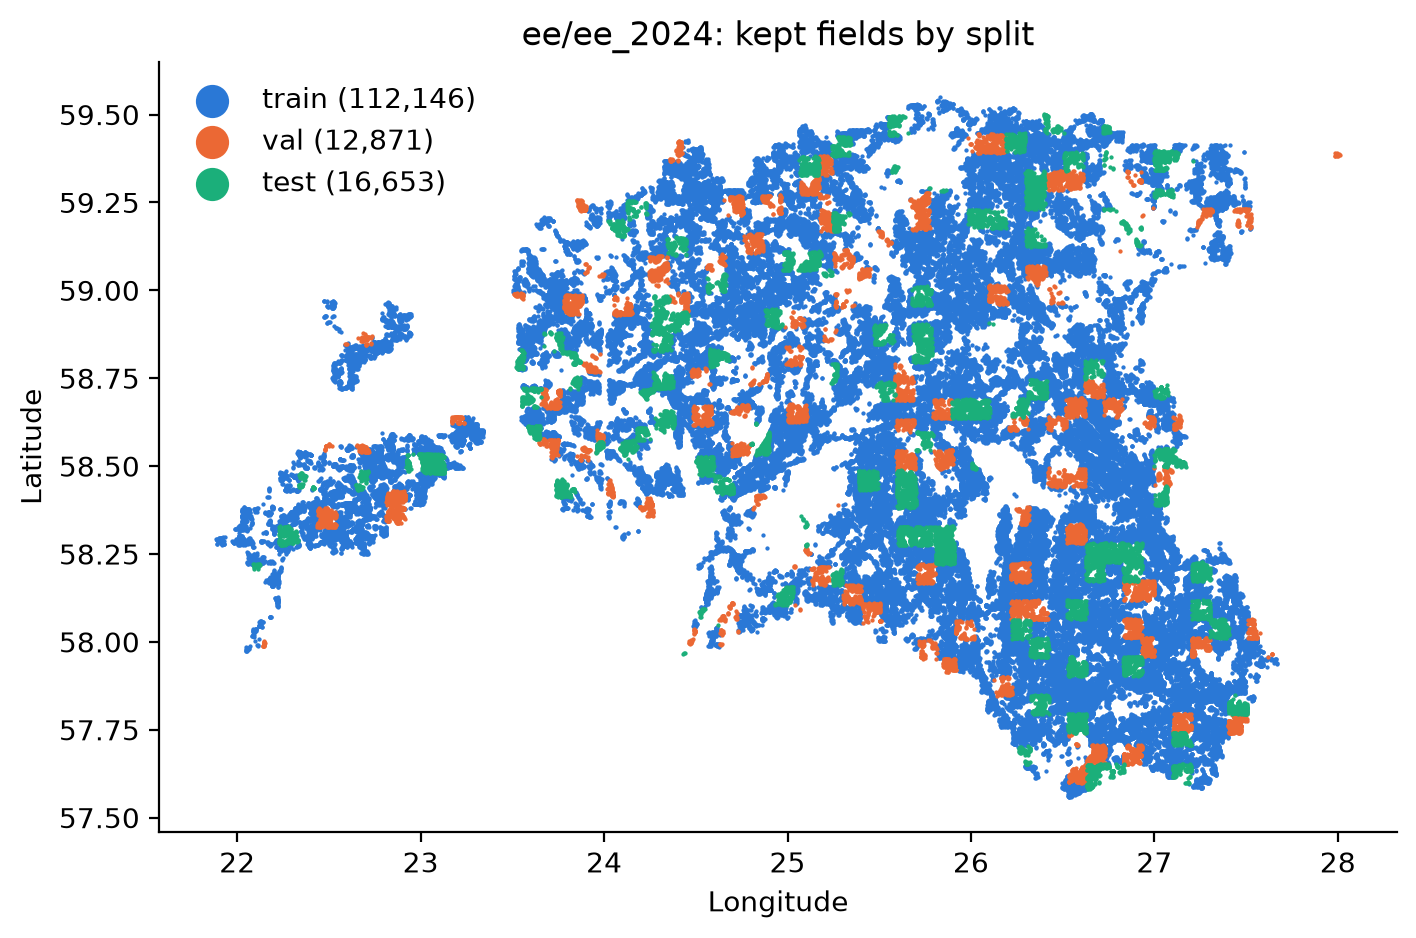 ee/ee_2024: kept fields by split
train (112,146)
val (12,871)
test (16,653)
59.50
59.25
59.00
58.75
58.50
58.25
58.00
57.75
57.50
Latitude
22 23 24 25 26 27 28
Longitude